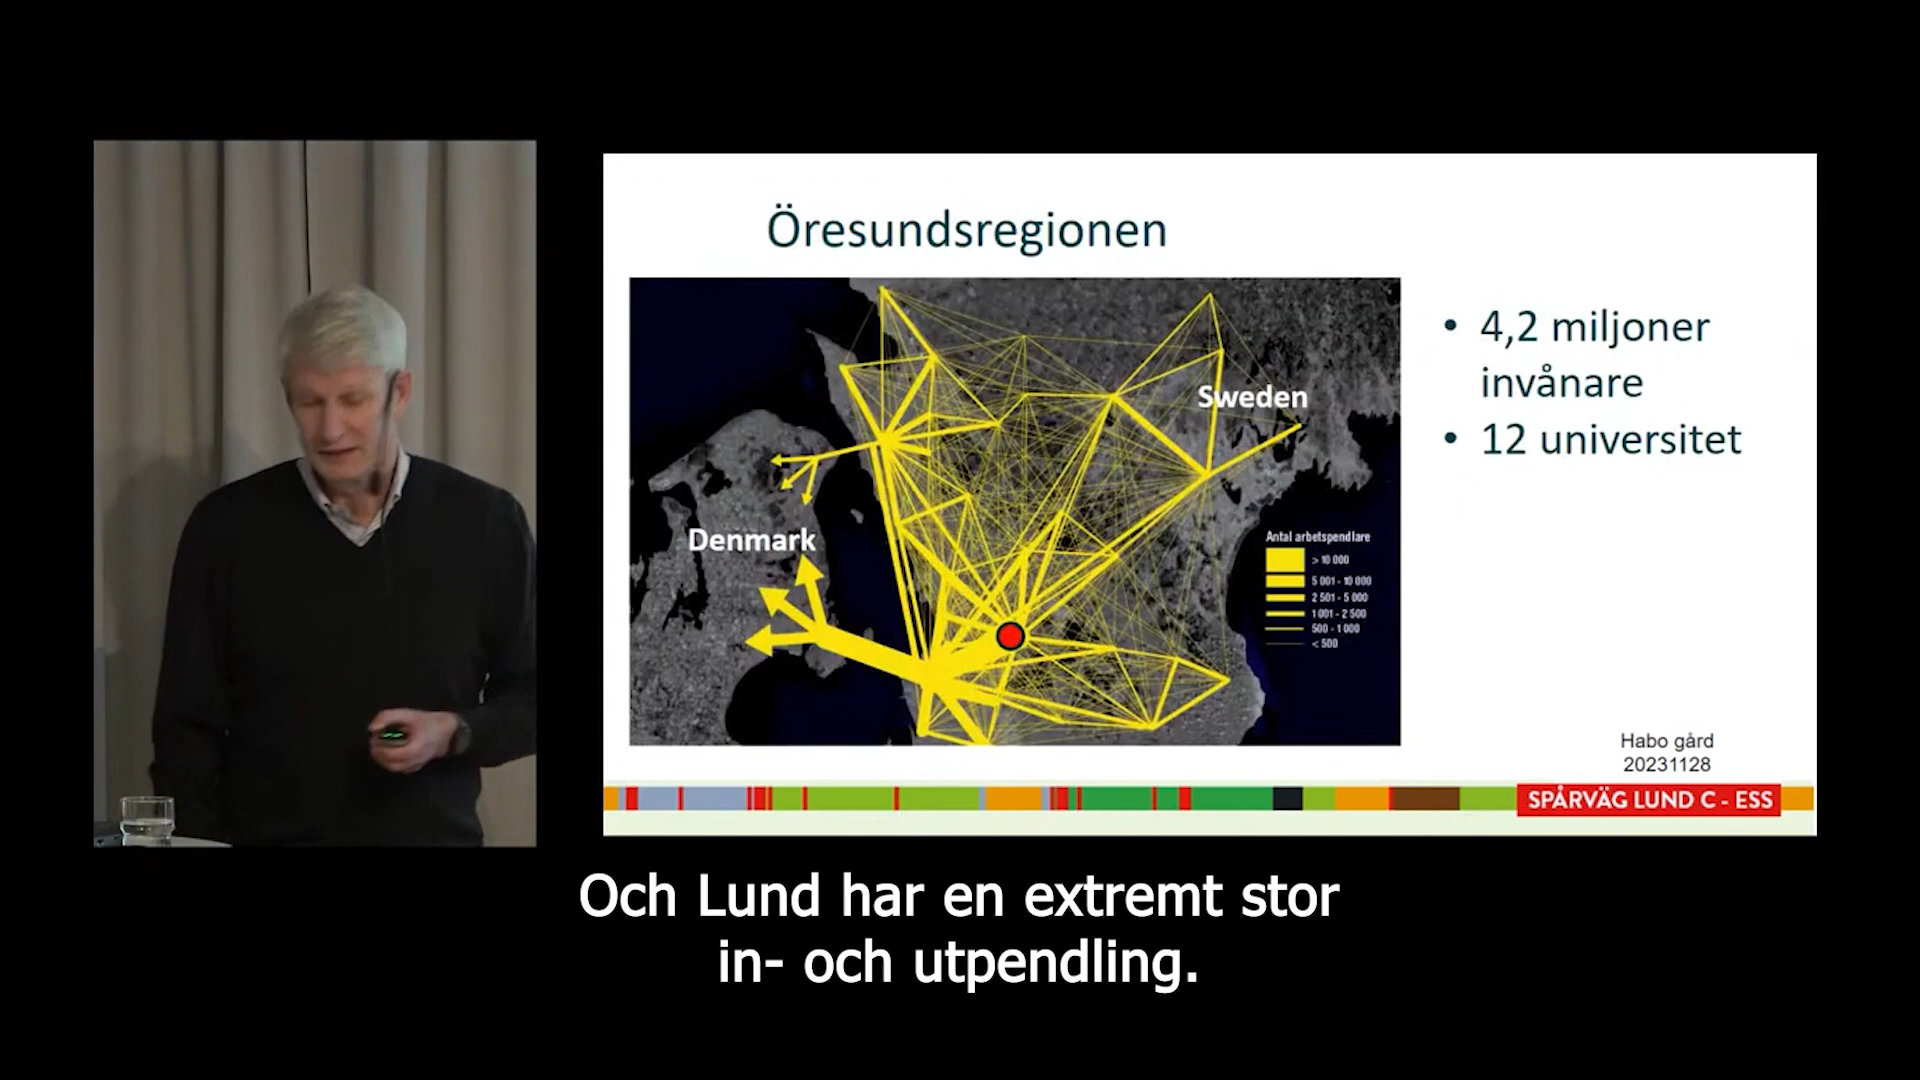 Öresundsregionen
Sweden
Denmark
Antal arbetspendlare
> 10 000
5 001 - 10 000
2 501 - 5 000
1 001 - 2 500
500 - 1 000
< 500
• 4,2 miljoner
invånare
• 12 universitet
Habo gård
20231128
SPÅRVÄG LUND C - ESS
Och Lund har en extremt stor
in- och utpendling.